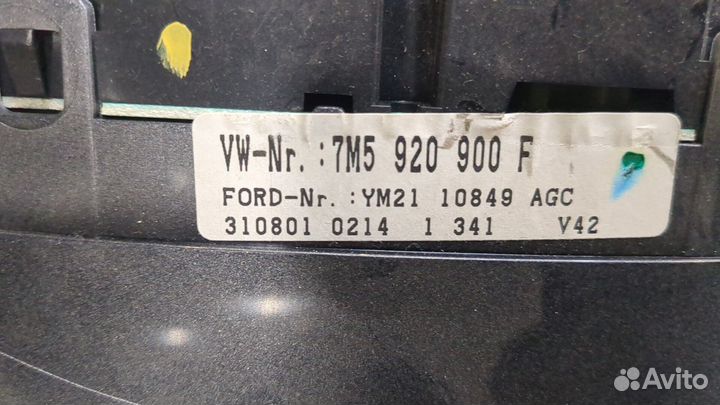 VW-Nr.:7M5 920 900 F
FORD-Nr.:YM21 10849 AGC
310801 0214 1 341 V42
Avito